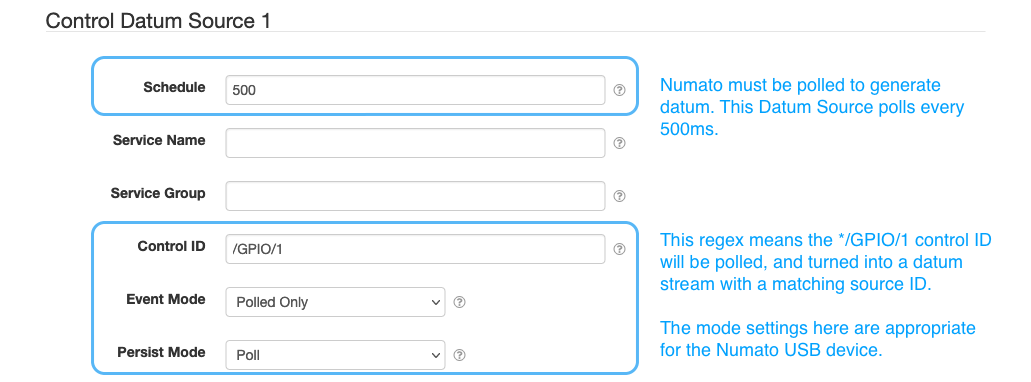 Control Datum Source 1
Schedule
500
Numato must be polled to generate
datum. This Datum Source polls every
500ms.
Service Name
Service Group
Control ID
/GPIO/1
This regex means the */GPIO/1 control ID
will be polled, and turned into a datum
stream with a matching source ID.
Event Mode
Polled Only
Persist Mode
Poll
The mode settings here are appropriate
for the Numato USB device.